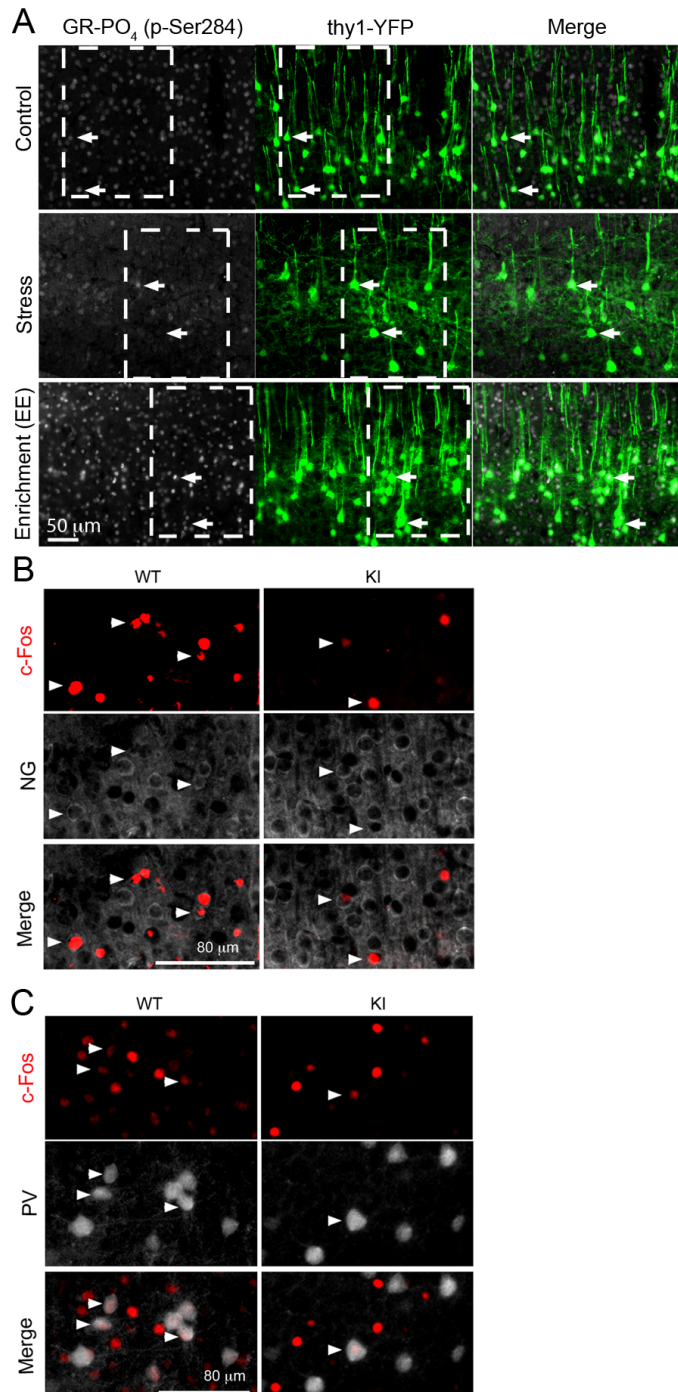 A
GR-PO4 (p-Ser284) thy1-YFP Merge
Control
Stress
Enrichment (EE)
50 µm
B
WT KI
c-Fos
NG
Merge
80 µm
C
WT KI
c-Fos
PV
Merge
80 µm